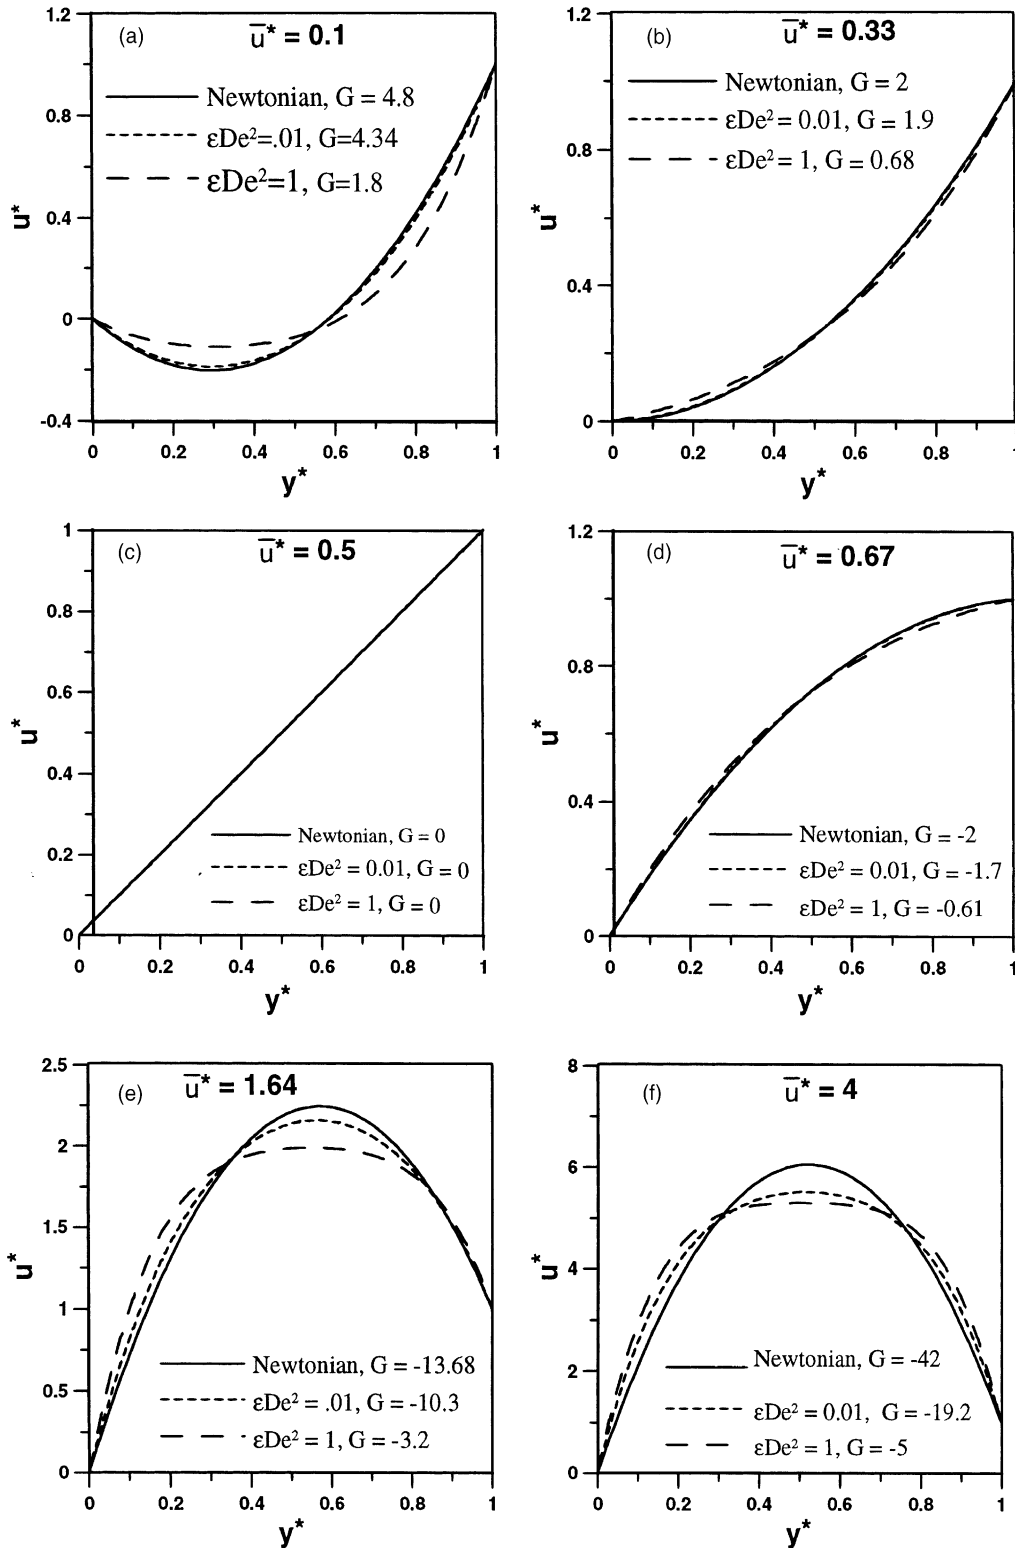 (a) u̅* = 0.1
1.2
0.8
0.4
0
-0.4
Newtonian, G = 4.8
εDe²=.01, G=4.34
εDe²=1, G=1.8
u*
0 0.2 0.4 0.6 0.8 1
y*
(b) u̅* = 0.33
1.2
0.8
0.4
0
Newtonian, G = 2
εDe² = 0.01, G = 1.9
εDe² = 1, G = 0.68
u*
0 0.2 0.4 0.6 0.8 1
y*
(c) u̅* = 0.5
1
0.8
0.6
0.4
0.2
0
Newtonian, G = 0
εDe² = 0.01, G = 0
εDe² = 1, G = 0
u*
0 0.2 0.4 0.6 0.8 1
y*
(d) u̅* = 0.67
1.2
0.8
0.4
0
Newtonian, G = -2
εDe² = 0.01, G = -1.7
εDe² = 1, G = -0.61
u*
0 0.2 0.4 0.6 0.8 1
y*
(e) u̅* = 1.64
2.5
2
1.5
1
0.5
0
Newtonian, G = -13.68
εDe² = .01, G = -10.3
εDe² = 1, G = -3.2
u*
0 0.2 0.4 0.6 0.8 1
y*
(f) u̅* = 4
8
6
4
2
0
Newtonian, G = -42
εDe² = 0.01, G = -19.2
εDe² = 1, G = -5
u*
0 0.2 0.4 0.6 0.8 1
y*